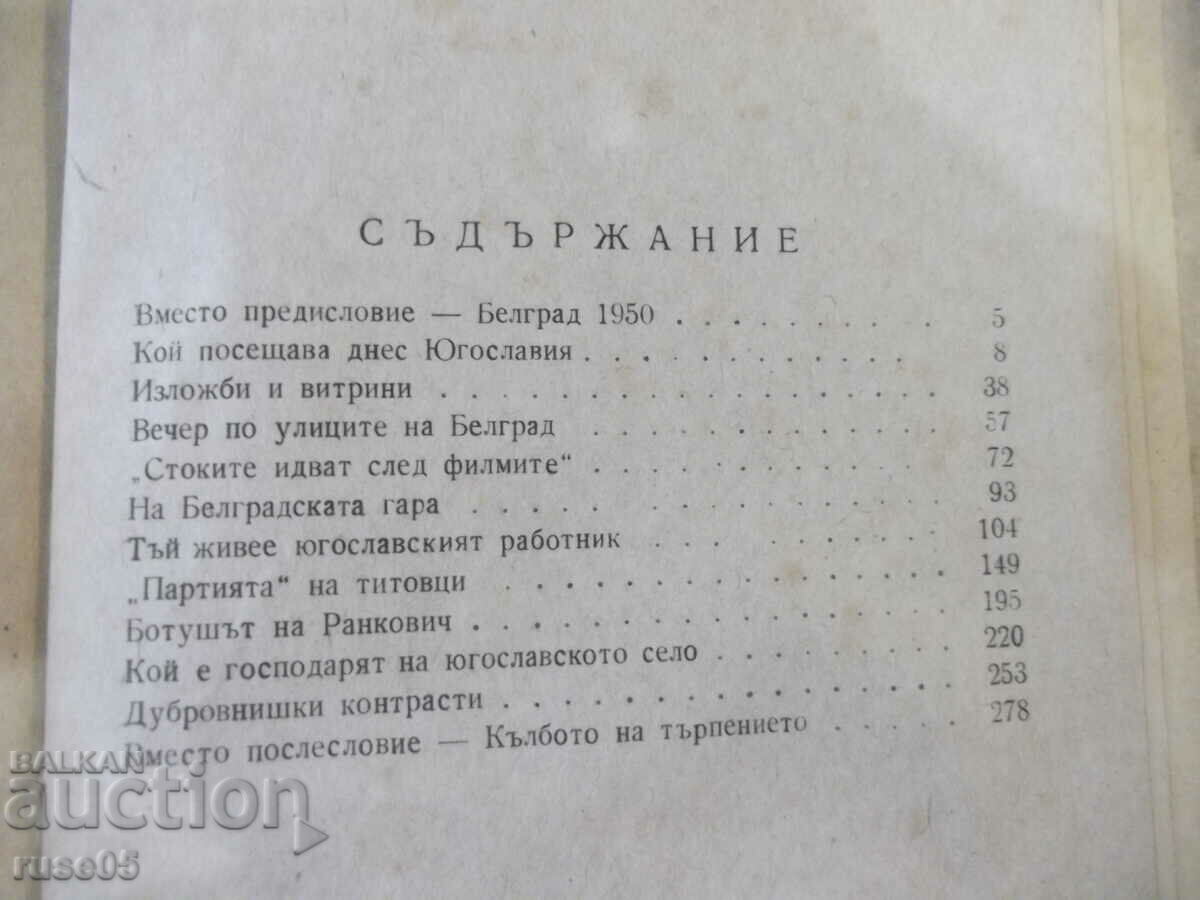 СЪДЪРЖАНИЕ
Вместо предисловие — Белград 1950 . . . . . . . . 5
Кой посещава днес Югославия . . . . . . . . . . . . 8
Изложби и витрини . . . . . . . . . . . . . . . . . . 38
Вечер по улиците на Белград . . . . . . . . . . . . . 57
„Стоките идват след филмите“ . . . . . . . . . . . . 72
На Белградската гара . . . . . . . . . . . . . . . . 93
Тъй живее югославският работник . . . . . . . . . . 104
„Партията“ на титовци . . . . . . . . . . . . . . . . 149
Ботушът на Ранкович . . . . . . . . . . . . . . . . . 195
Кой е господарят на югославското село . . . . . . . . . 220
Дубровнишки контрасти . . . . . . . . . . . . . . . . 253
Вместо послесловие — Кълбото на търпението . . . . . 278
BALKAN
auction
ruse05